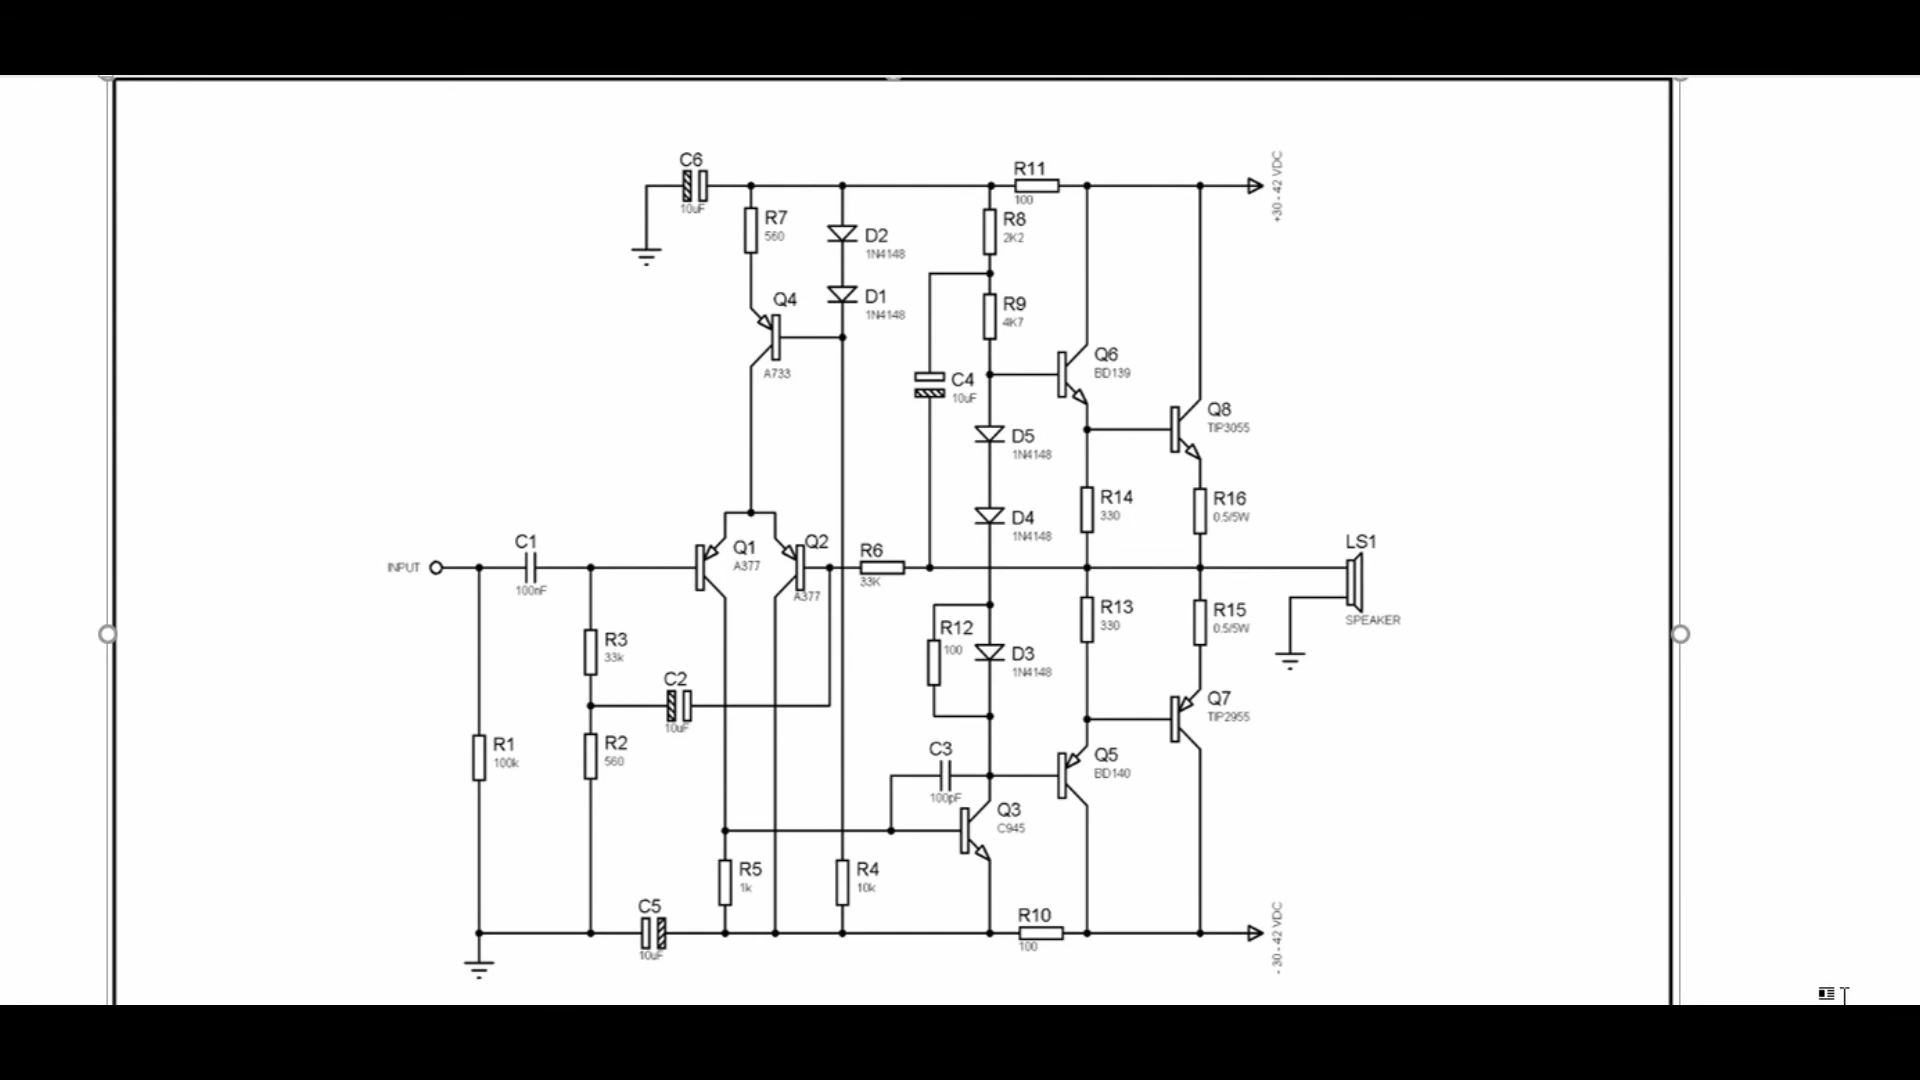 C6
10uF
R11
100
+30 - 42 VDC
R7
560
D2
1N4148
R8
2K2
Q4
A733
D1
1N4148
R9
4K7
C4
10uF
Q6
BD139
Q8
TIP3055
D5
1N4148
R14
330
R16
0.5/5W
D4
1N4148
INPUT
C1
100nF
Q1
A377
Q2
A377
R6
33K
LS1
SPEAKER
R3
33k
R12
100
D3
1N4148
R13
330
R15
0.5/5W
C2
10uF
Q7
TIP2955
R1
100k
R2
560
C3
100pF
Q5
BD140
Q3
C945
R5
1k
R4
10k
C5
10uF
R10
100
- 30 - 42 VDC